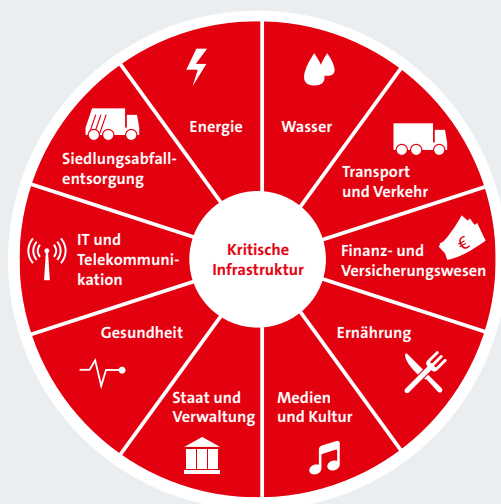 Energie
Wasser
Transport
und Verkehr
Finanz- und
Versicherungswesen
€
Ernährung
Medien
und Kultur
Staat und
Verwaltung
Gesundheit
IT und
Telekommuni-
kation
Siedlungsabfall-
entsorgung
Kritische
Infrastruktur